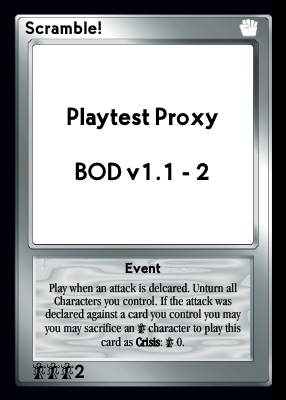 Scramble!
Playtest Proxy
BOD v1.1 - 2
Event
Play when an attack is delcared. Unturn all
Characters you control. If the attack was
declared against a card you control you may
you may sacrifice an character to play this
card as Crisis: 0.
2